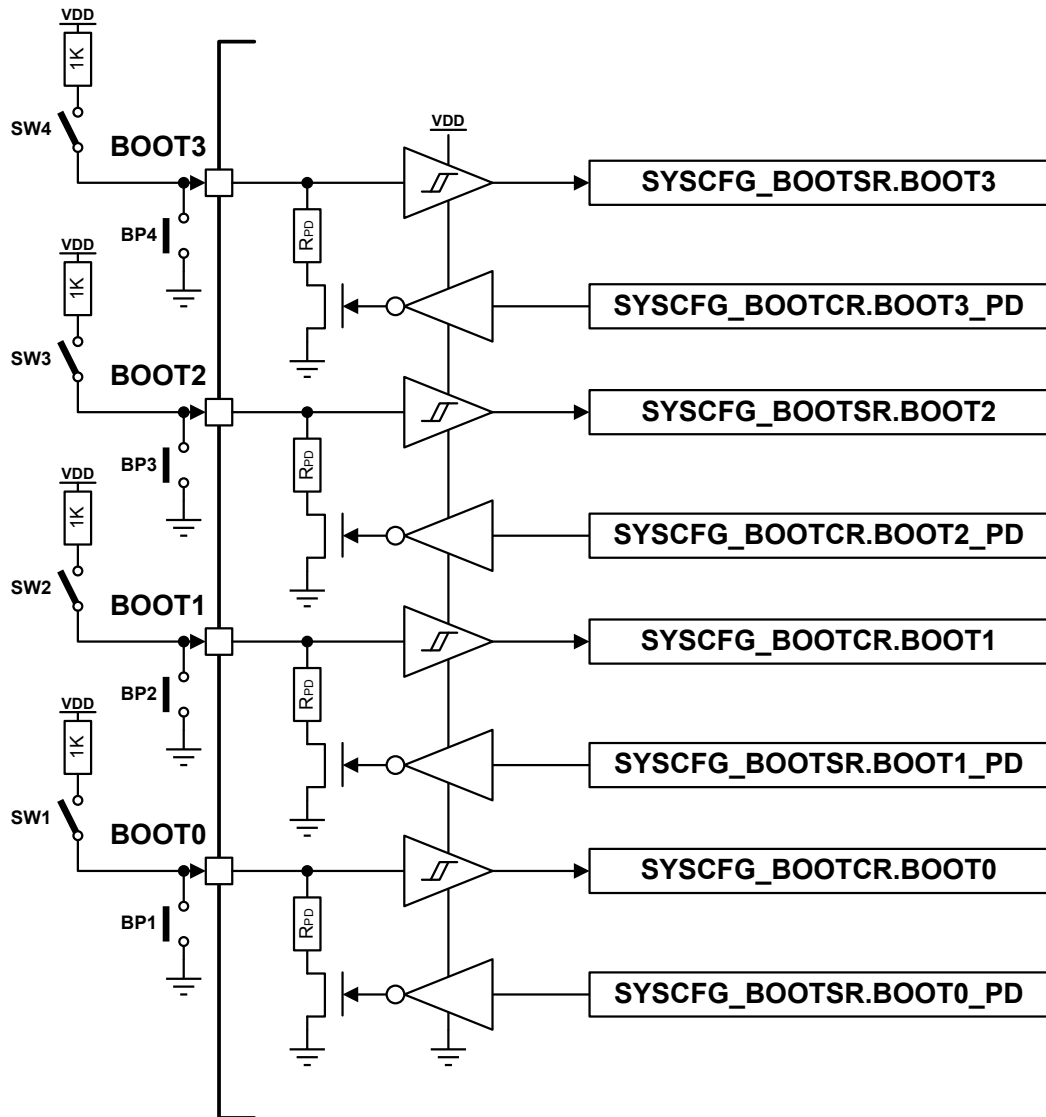 VDD
1K
SW4
BOOT3
VDD
SYSCFG_BOOTSR.BOOT3
BP4
RPD
VDD
1K
SYSCFG_BOOTCR.BOOT3_PD
SW3
BOOT2
SYSCFG_BOOTSR.BOOT2
BP3
RPD
VDD
1K
SYSCFG_BOOTCR.BOOT2_PD
SW2
BOOT1
SYSCFG_BOOTCR.BOOT1
BP2
RPD
VDD
1K
SYSCFG_BOOTSR.BOOT1_PD
SW1
BOOT0
SYSCFG_BOOTCR.BOOT0
BP1
RPD
SYSCFG_BOOTSR.BOOT0_PD